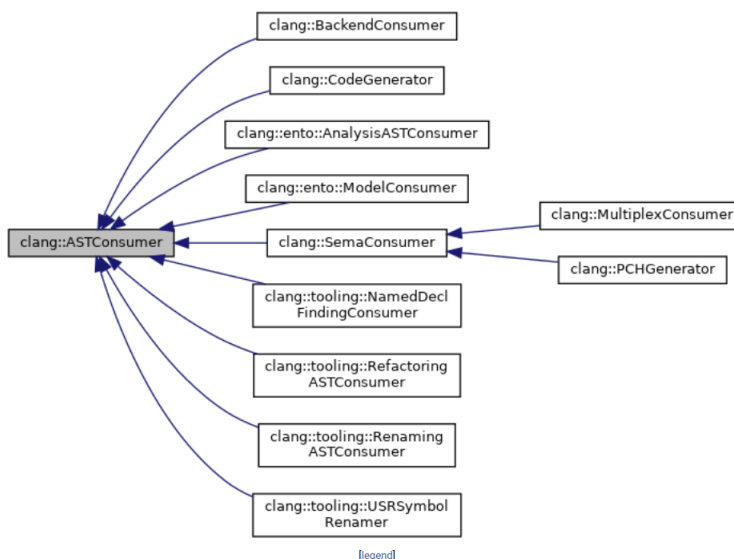 clang::BackendConsumer
clang::CodeGenerator
clang::ento::AnalysisASTConsumer
clang::ento::ModelConsumer
clang::MultiplexConsumer
clang::ASTConsumer
clang::SemaConsumer
clang::PCHGenerator
clang::tooling::NamedDecl
FindingConsumer
clang::tooling::Refactoring
ASTConsumer
clang::tooling::Renaming
ASTConsumer
clang::tooling::USRSymbol
Renamer
[legend]